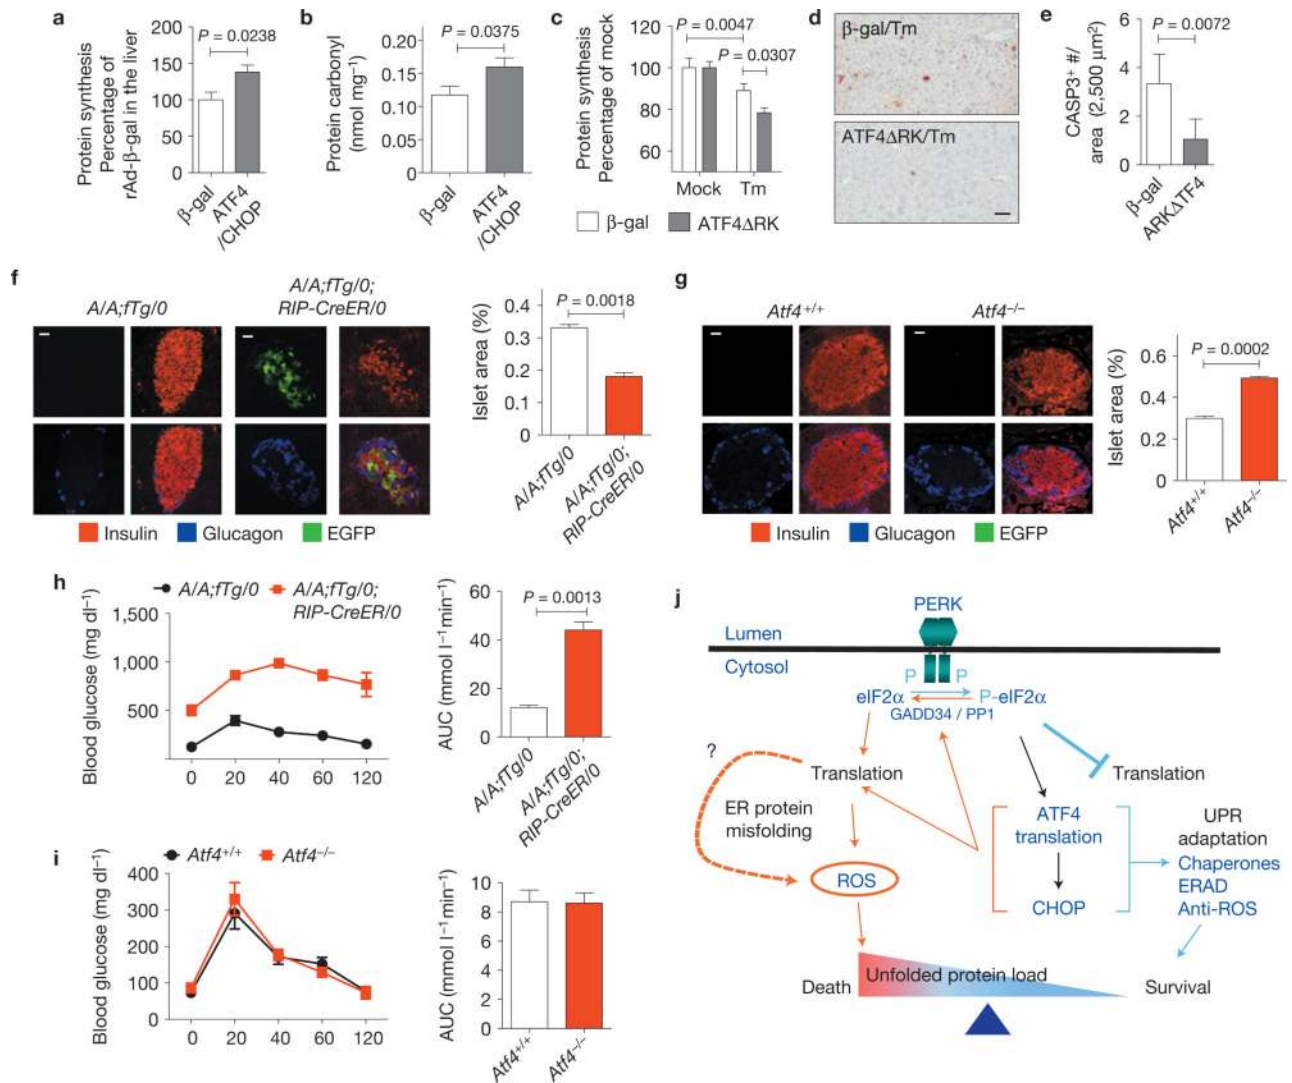 a
P = 0.0238
Protein synthesis
Percentage of
rAd-β-gal in the liver
200
150
100
50
0
β-gal
ATF4
/CHOP
b
P = 0.0375
Protein carbonyl
(nmol mg⁻¹)
0.20
0.15
0.10
0.05
0
β-gal
ATF4
/CHOP
c
P = 0.0047
P = 0.0307
Protein synthesis
Percentage of mock
120
100
80
60
Mock
Tm
β-gal
ATF4ΔRK
d
β-gal/Tm
ATF4ΔRK/Tm
e
P = 0.0072
CASP3⁺ #/
area (2,500 μm²)
6
4
2
0
β-gal
ARKΔTF4
f
A/A;fTg/0
A/A;fTg/0;
RIP-CreER/0
Insulin
Glucagon
EGFP
P = 0.0018
Islet area (%)
0.4
0.3
0.2
0.1
0
A/A;fTg/0
A/A;fTg/0;
RIP-CreER/0
g
Atf4⁺/⁺
Atf4⁻/⁻
Insulin
Glucagon
EGFP
P = 0.0002
Islet area (%)
0.6
0.4
0.2
0
Atf4⁺/⁺
Atf4⁻/⁻
h
A/A;fTg/0
A/A;fTg/0;
RIP-CreER/0
Blood glucose (mg dl⁻¹)
1,500
1,000
500
0
20
40
60
120
P = 0.0013
AUC (mmol l⁻¹min⁻¹)
60
40
20
0
A/A;fTg/0
A/A;fTg/0;
RIP-CreER/0
i
Atf4⁺/⁺
Atf4⁻/⁻
Blood glucose (mg dl⁻¹)
400
300
200
100
0
0
20
40
60
120
AUC (mmol l⁻¹min⁻¹)
10
8
6
4
2
0
Atf4⁺/⁺
Atf4⁻/⁻
j
PERK
Lumen
Cytosol
P P
eIF2α
P-eIF2α
GADD34 / PP1
?
Translation
Translation
ER protein
misfolding
ATF4
translation
CHOP
UPR
adaptation
Chaperones
ERAD
Anti-ROS
ROS
Unfolded protein load
Death
Survival